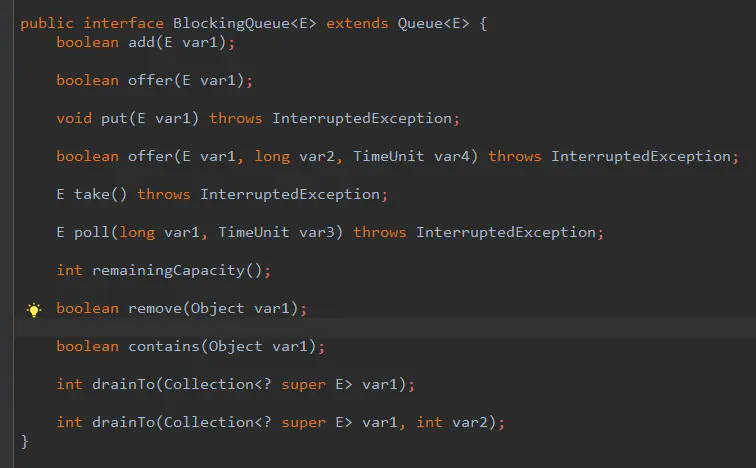 public interface BlockingQueue<E> extends Queue<E> {
    boolean add(E var1);
    boolean offer(E var1);
    void put(E var1) throws InterruptedException;
    boolean offer(E var1, long var2, TimeUnit var4) throws InterruptedException;
    E take() throws InterruptedException;
    E poll(long var1, TimeUnit var3) throws InterruptedException;
    int remainingCapacity();
    boolean remove(Object var1);
    boolean contains(Object var1);
    int drainTo(Collection<? super E> var1);
    int drainTo(Collection<? super E> var1, int var2);
}